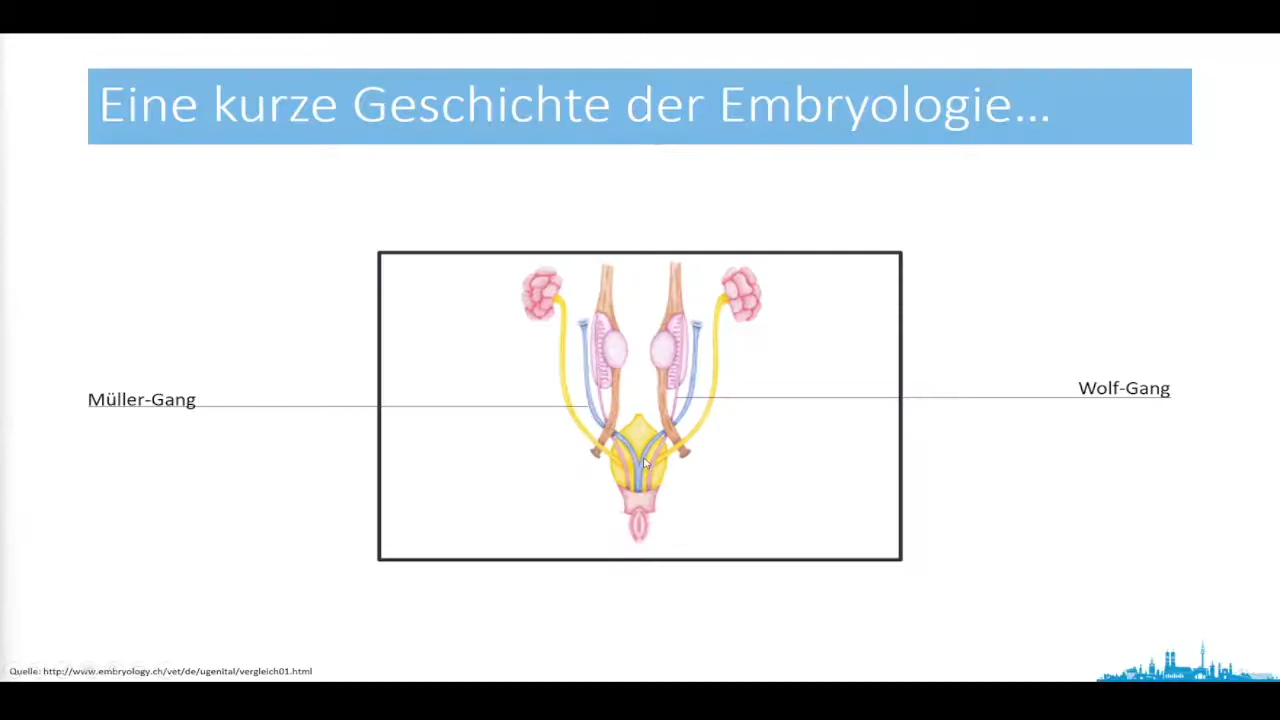 Eine kurze Geschichte der Embryologie...
Müller-Gang
Wolf-Gang
Quelle: http://www.embryology.ch/vet/de/ugenital/vergleich01.html